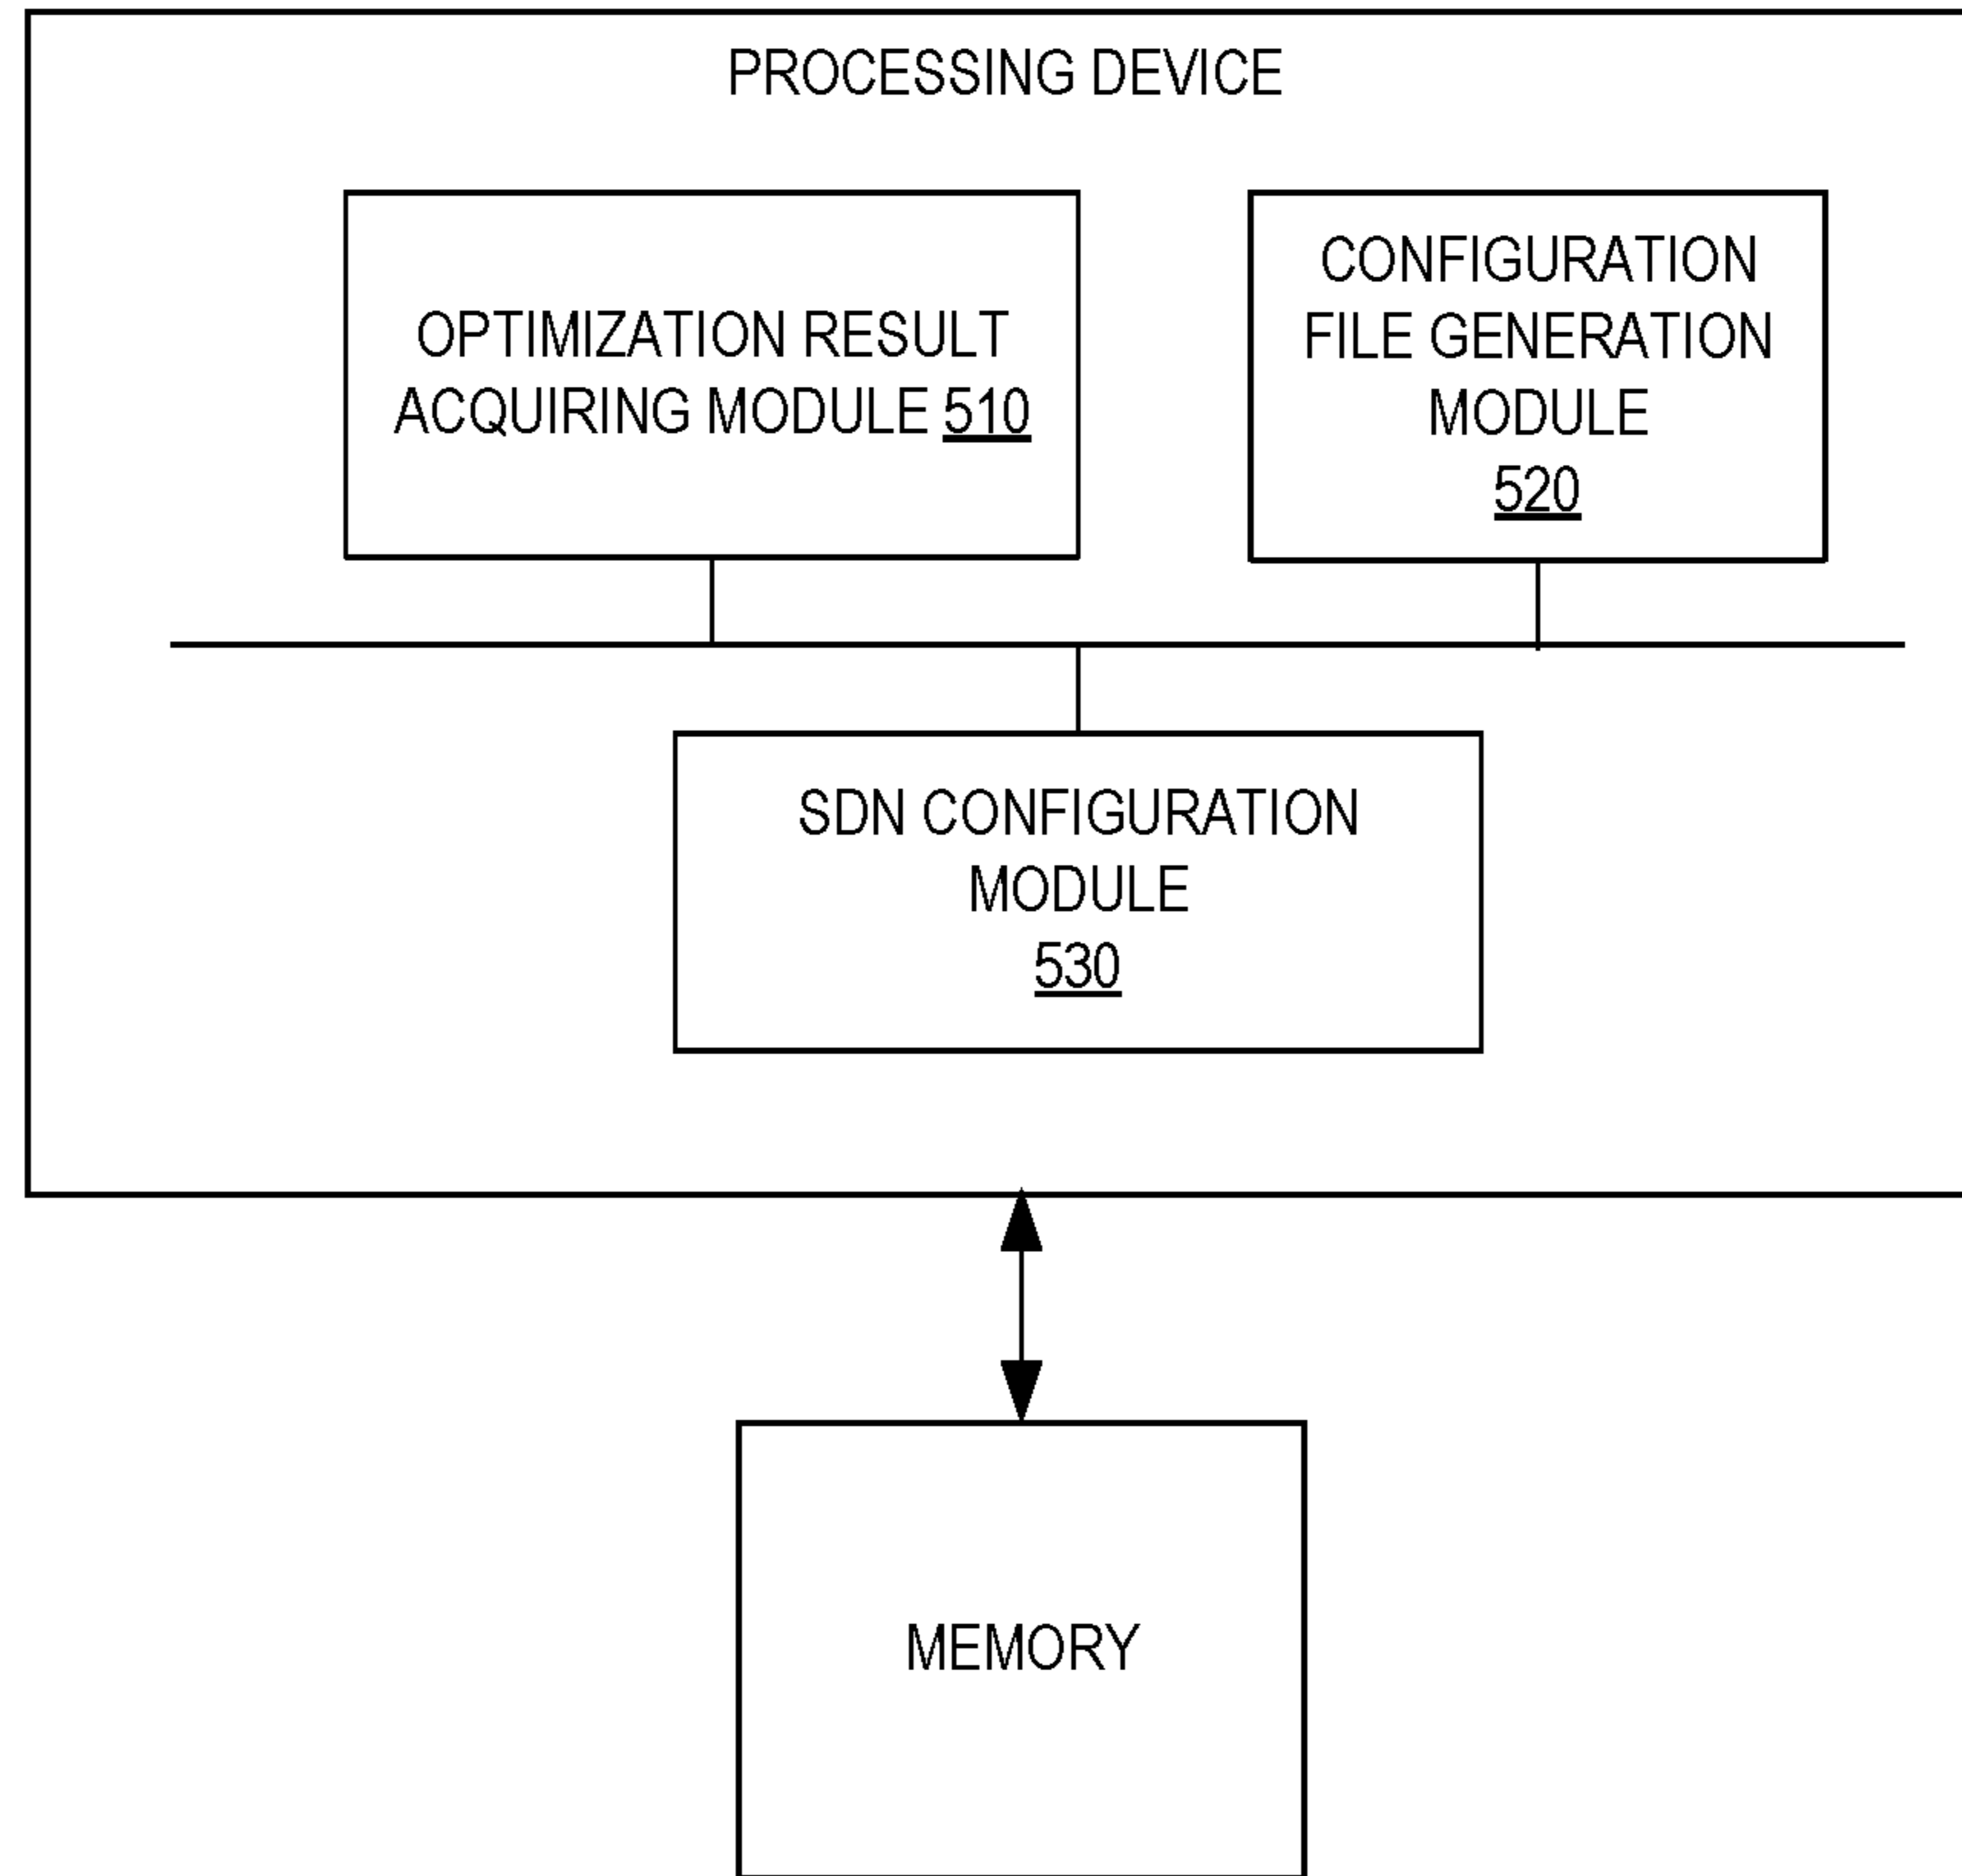 PROCESSING DEVICE
OPTIMIZATION RESULT
ACQUIRING MODULE 510
CONFIGURATION
FILE GENERATION
MODULE
520
SDN CONFIGURATION
MODULE
530
MEMORY